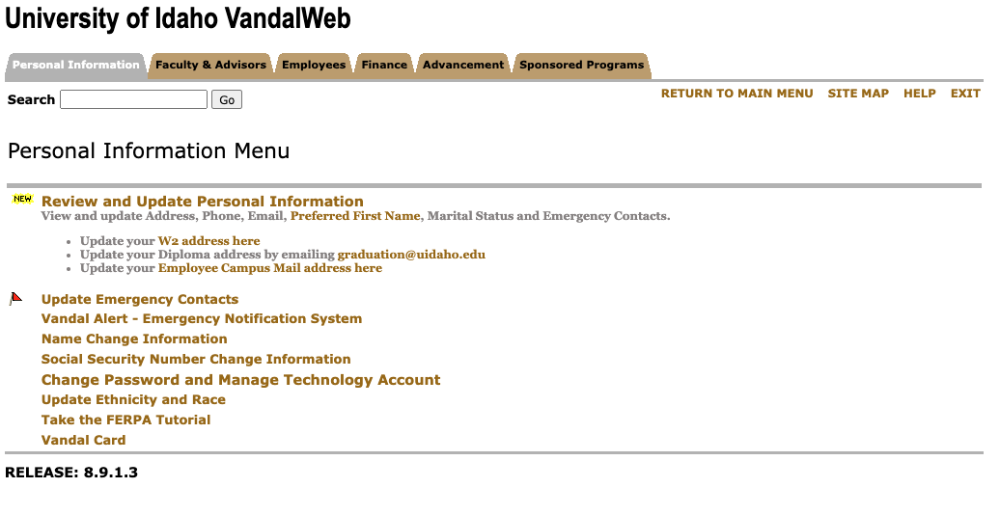 University of Idaho VandalWeb
Personal Information Faculty & Advisors Employees Finance Advancement Sponsored Programs
Search Go RETURN TO MAIN MENU SITE MAP HELP EXIT
Personal Information Menu
NEW Review and Update Personal Information
View and update Address, Phone, Email, Preferred First Name, Marital Status and Emergency Contacts.
• Update your W2 address here
• Update your Diploma address by emailing graduation@uidaho.edu
• Update your Employee Campus Mail address here
Update Emergency Contacts
Vandal Alert - Emergency Notification System
Name Change Information
Social Security Number Change Information
Change Password and Manage Technology Account
Update Ethnicity and Race
Take the FERPA Tutorial
Vandal Card
RELEASE: 8.9.1.3